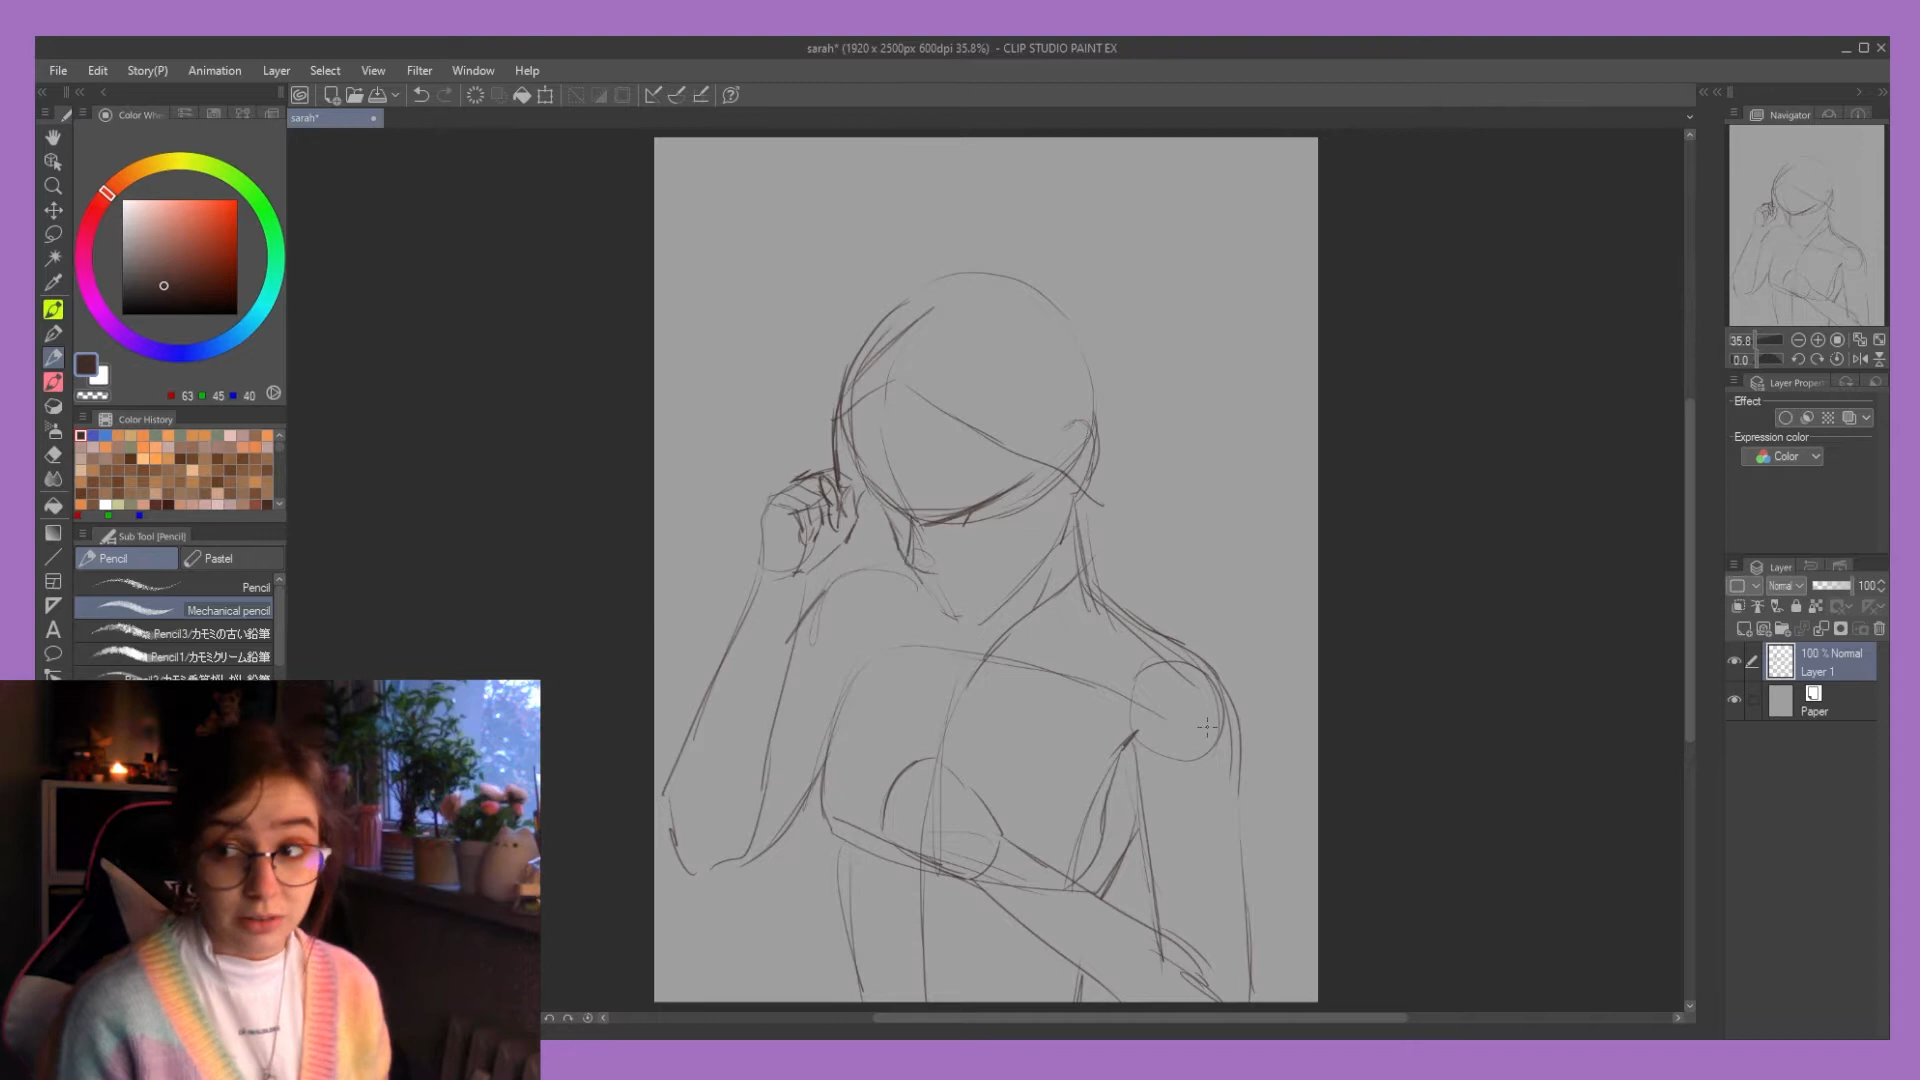 sarah* (1920 x 2500px 600dpi 35.8%) - CLIP STUDIO PAINT EX
File Edit Story(P) Animation Layer Select View Filter Window Help
Color Whe
sarah*
Navigator
35.8
0.0
Layer Propert
Effect
Expression color
Color
63 45 40
Color History
Sub Tool [Pencil]
Pencil Pastel
Pencil
Mechanical pencil
Pencil3/カモミの古い鉛筆
Pencil1/カモミクリーム鉛筆
Layer
Normal 100
100 % Normal
Layer 1
Paper
A